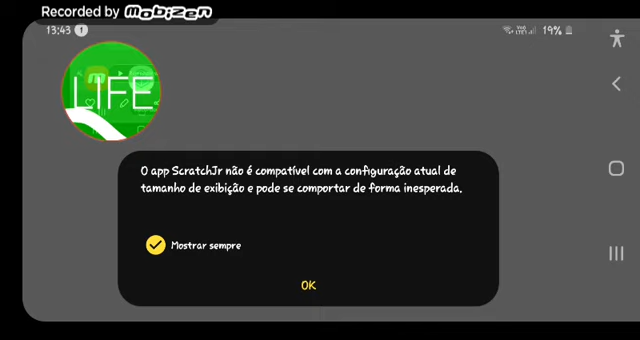 Recorded by Mobizen
13:43 1
19%
LIFE
O app ScratchJr não é compatível com a configuração atual de
tamanho de exibição e pode se comportar de forma inesperada.
Mostrar sempre
OK